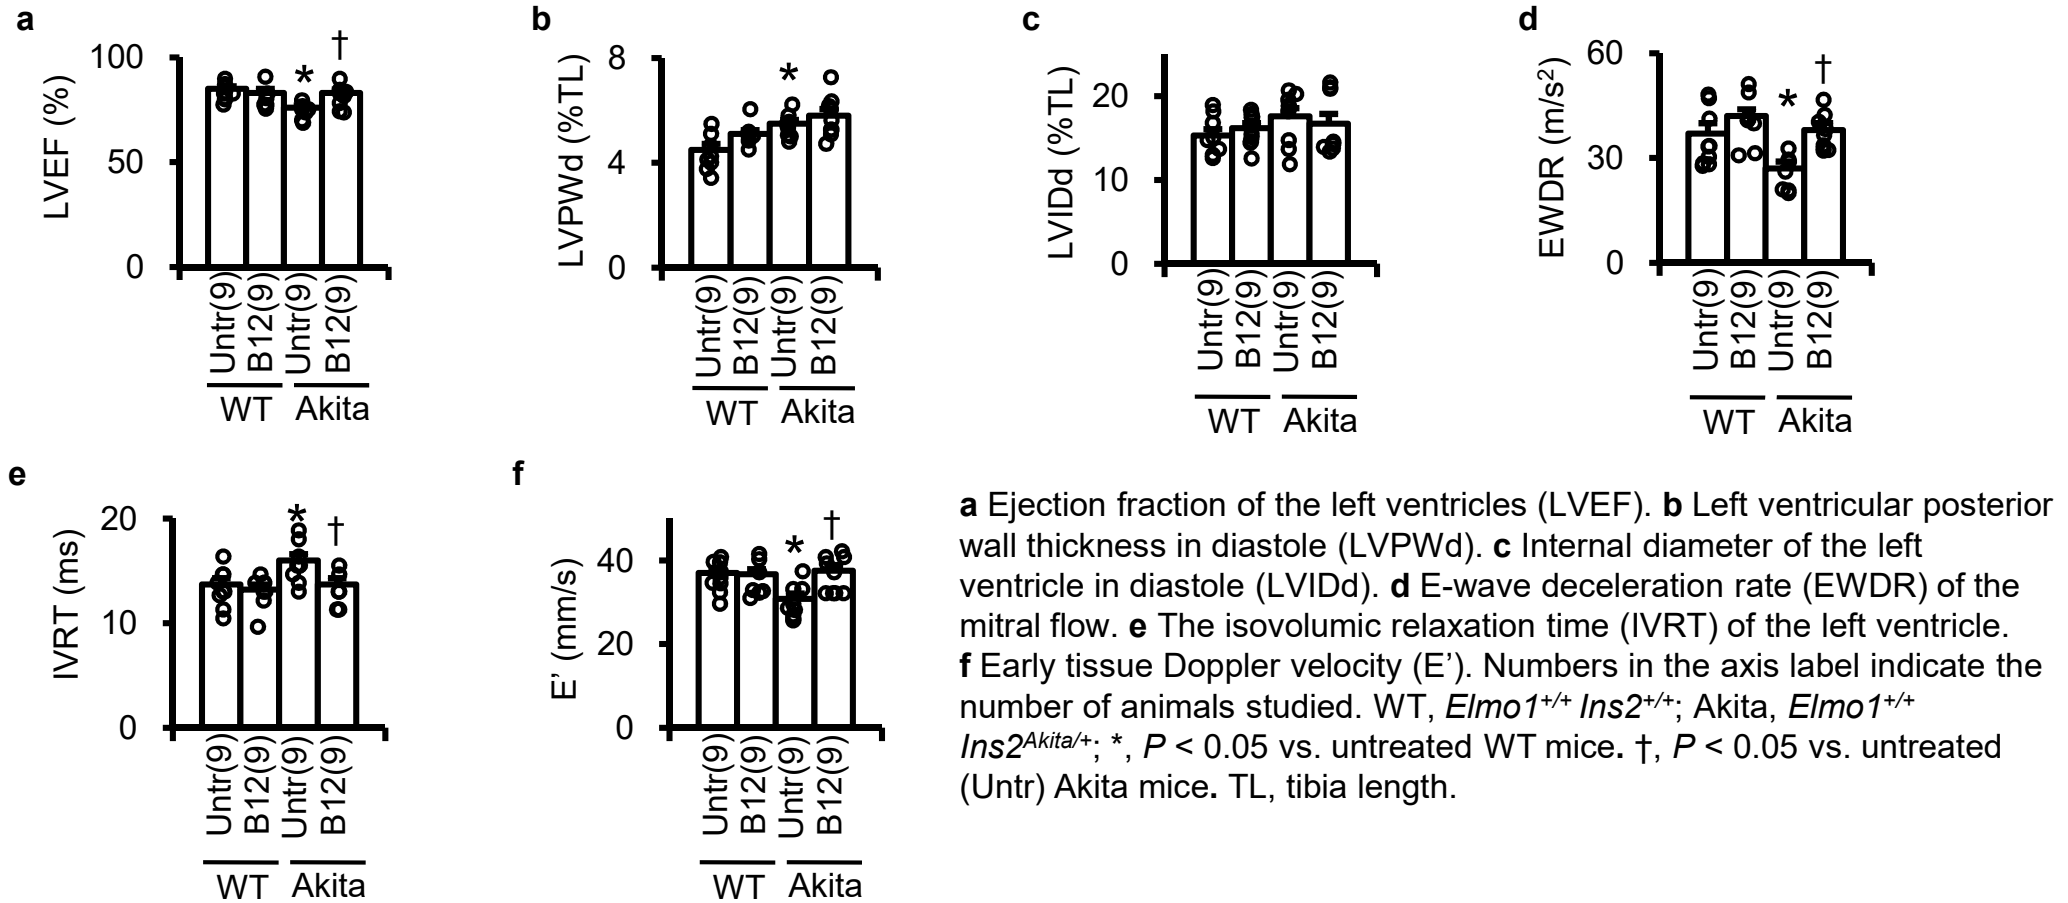 a
LVEF (%)
100
50
0
*
†
Untr(9)
B12(9)
Untr(9)
B12(9)
WT
Akita
b
LVPWd (%TL)
8
4
0
*
Untr(9)
B12(9)
Untr(9)
B12(9)
WT
Akita
c
LVIDd (%TL)
20
10
0
Untr(9)
B12(9)
Untr(9)
B12(9)
WT
Akita
d
EWDR (m/s²)
60
30
0
*
†
Untr(9)
B12(9)
Untr(9)
B12(9)
WT
Akita
e
IVRT (ms)
20
10
0
*
†
Untr(9)
B12(9)
Untr(9)
B12(9)
WT
Akita
f
E’ (mm/s)
40
20
0
*
†
Untr(9)
B12(9)
Untr(9)
B12(9)
WT
Akita
a Ejection fraction of the left ventricles (LVEF). b Left ventricular posterior
wall thickness in diastole (LVPWd). c Internal diameter of the left
ventricle in diastole (LVIDd). d E-wave deceleration rate (EWDR) of the
mitral flow. e The isovolumic relaxation time (IVRT) of the left ventricle.
f Early tissue Doppler velocity (E’). Numbers in the axis label indicate the
number of animals studied. WT, Elmo1+/+ Ins2+/+; Akita, Elmo1+/+
Ins2Akita/+; *, P < 0.05 vs. untreated WT mice. †, P < 0.05 vs. untreated
(Untr) Akita mice. TL, tibia length.